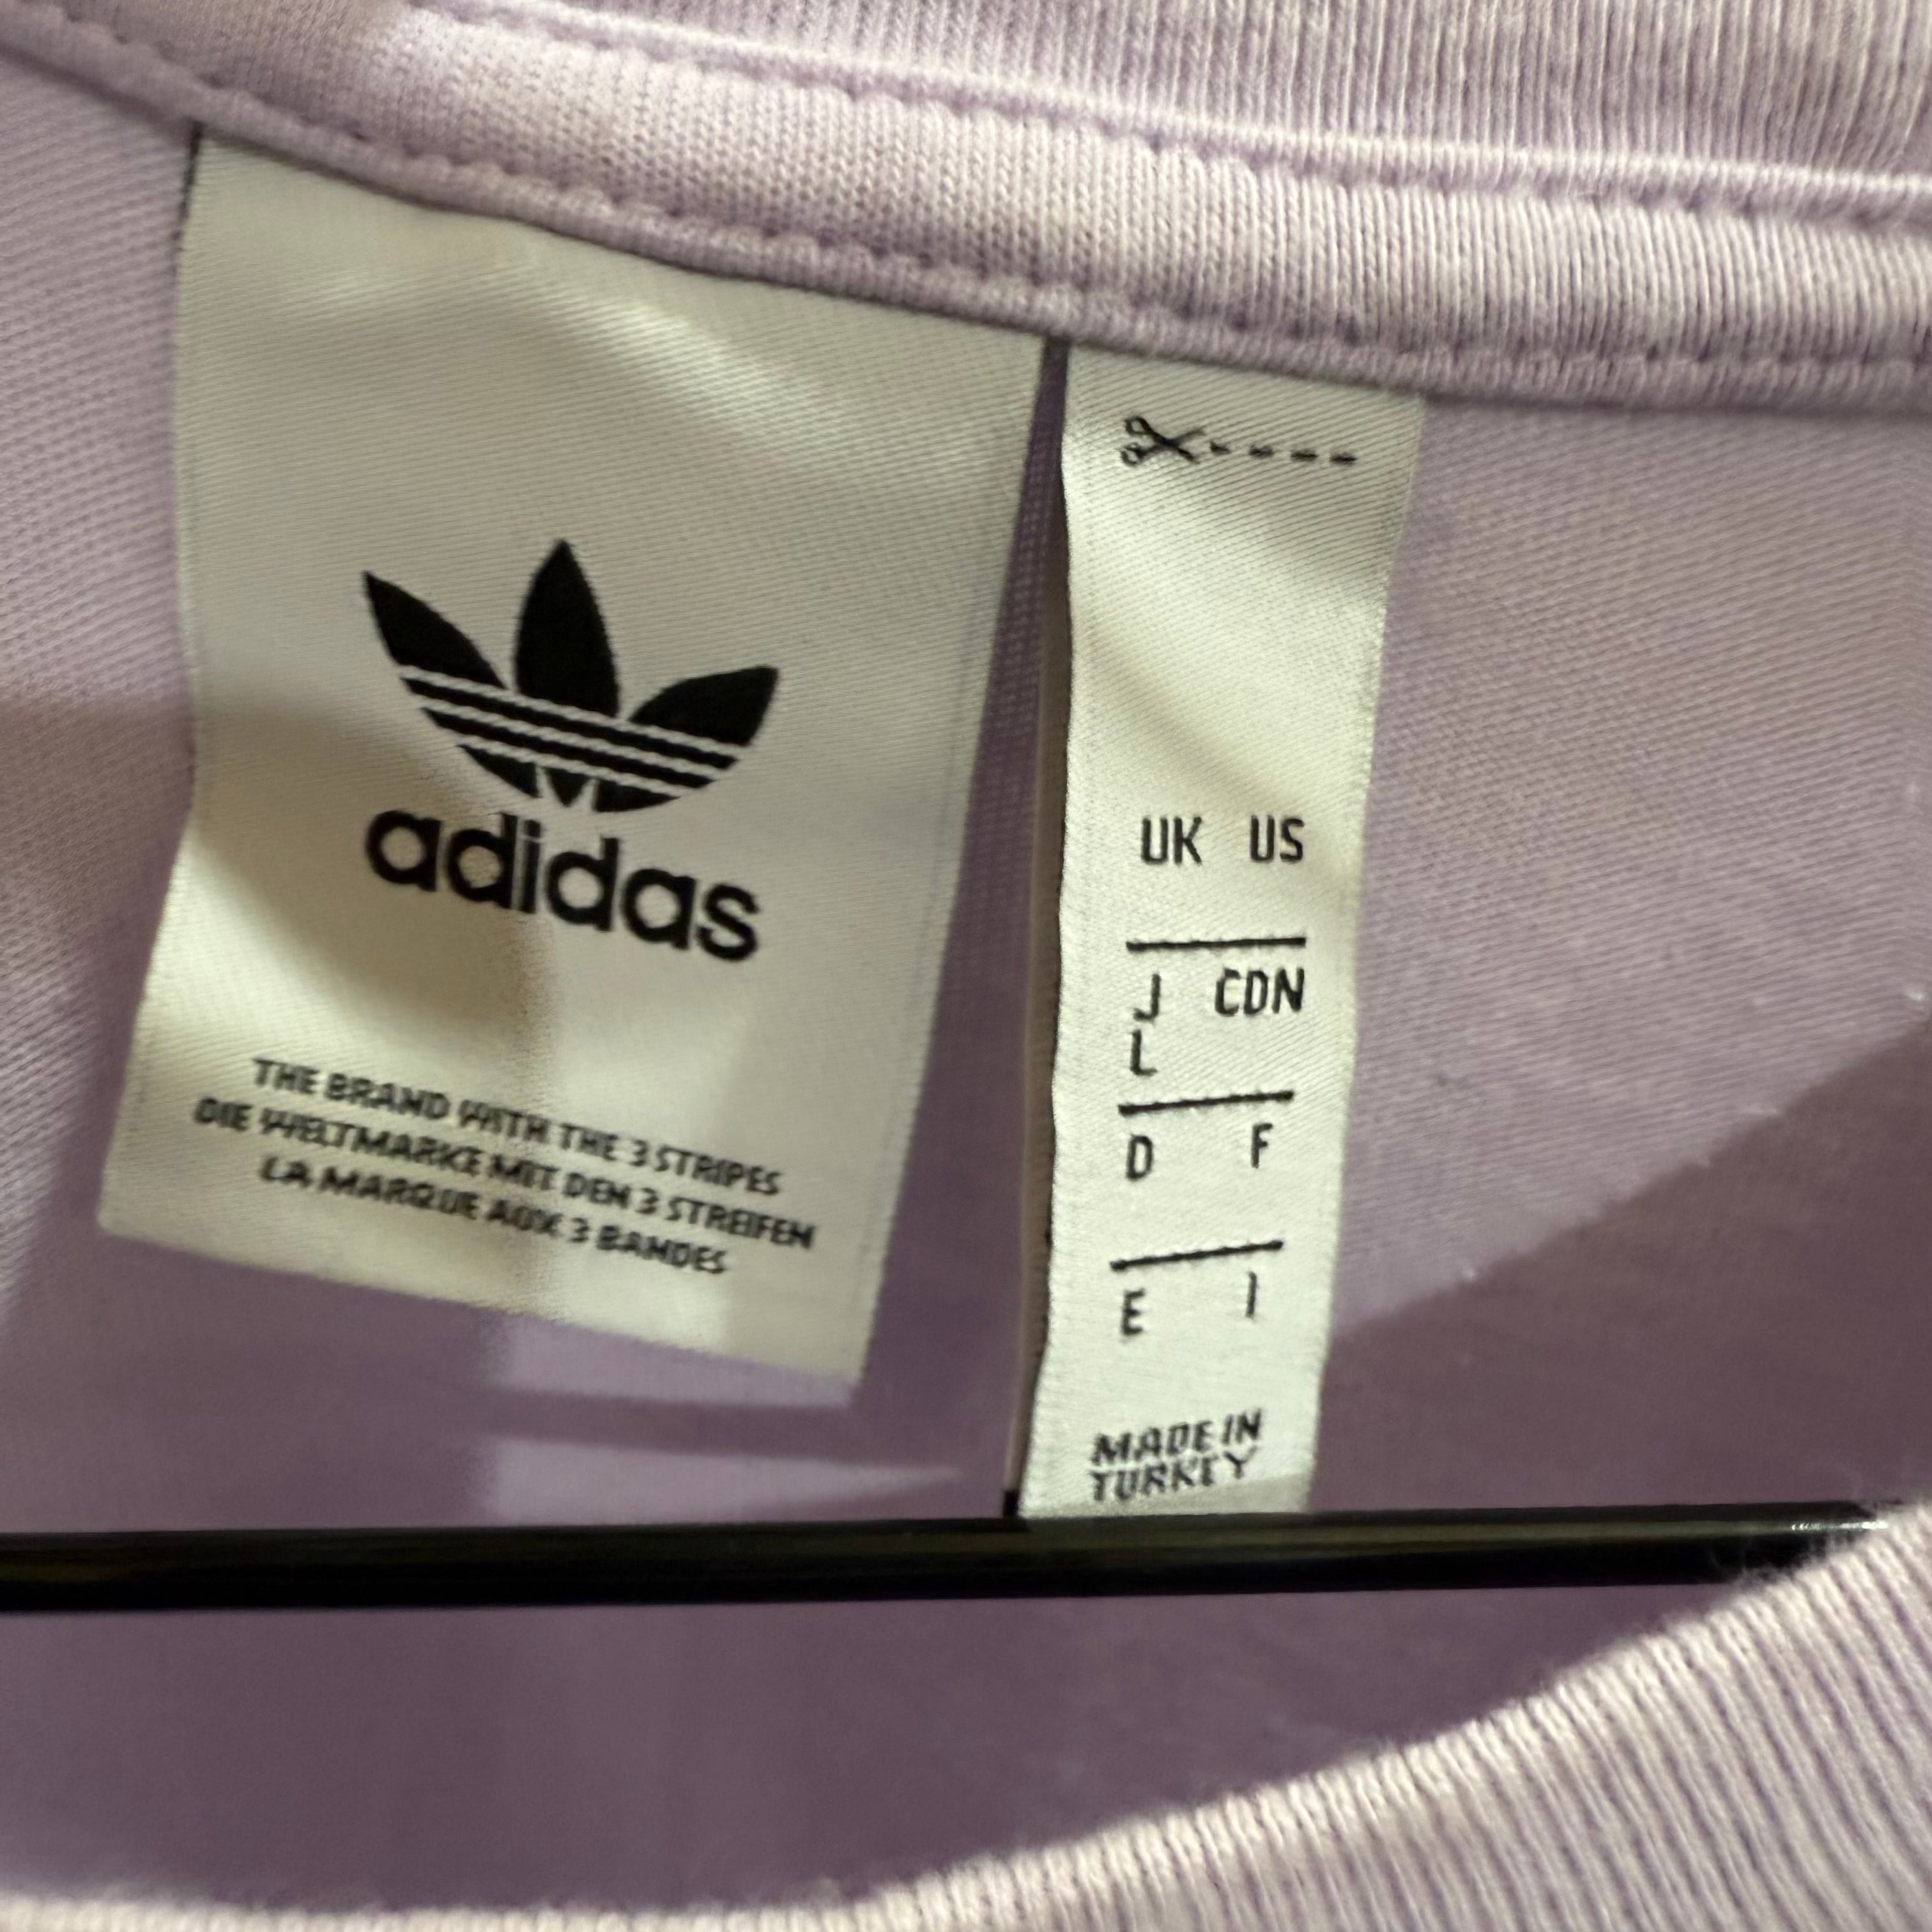 adidas
THE BRAND WITH THE 3 STRIPES
DIE WELTMARKE MIT DEN 3 STREIFEN
LA MARQUE AUX 3 BANDES
UK US
J CDN
L
D F
E I
MADE IN
TURKEY